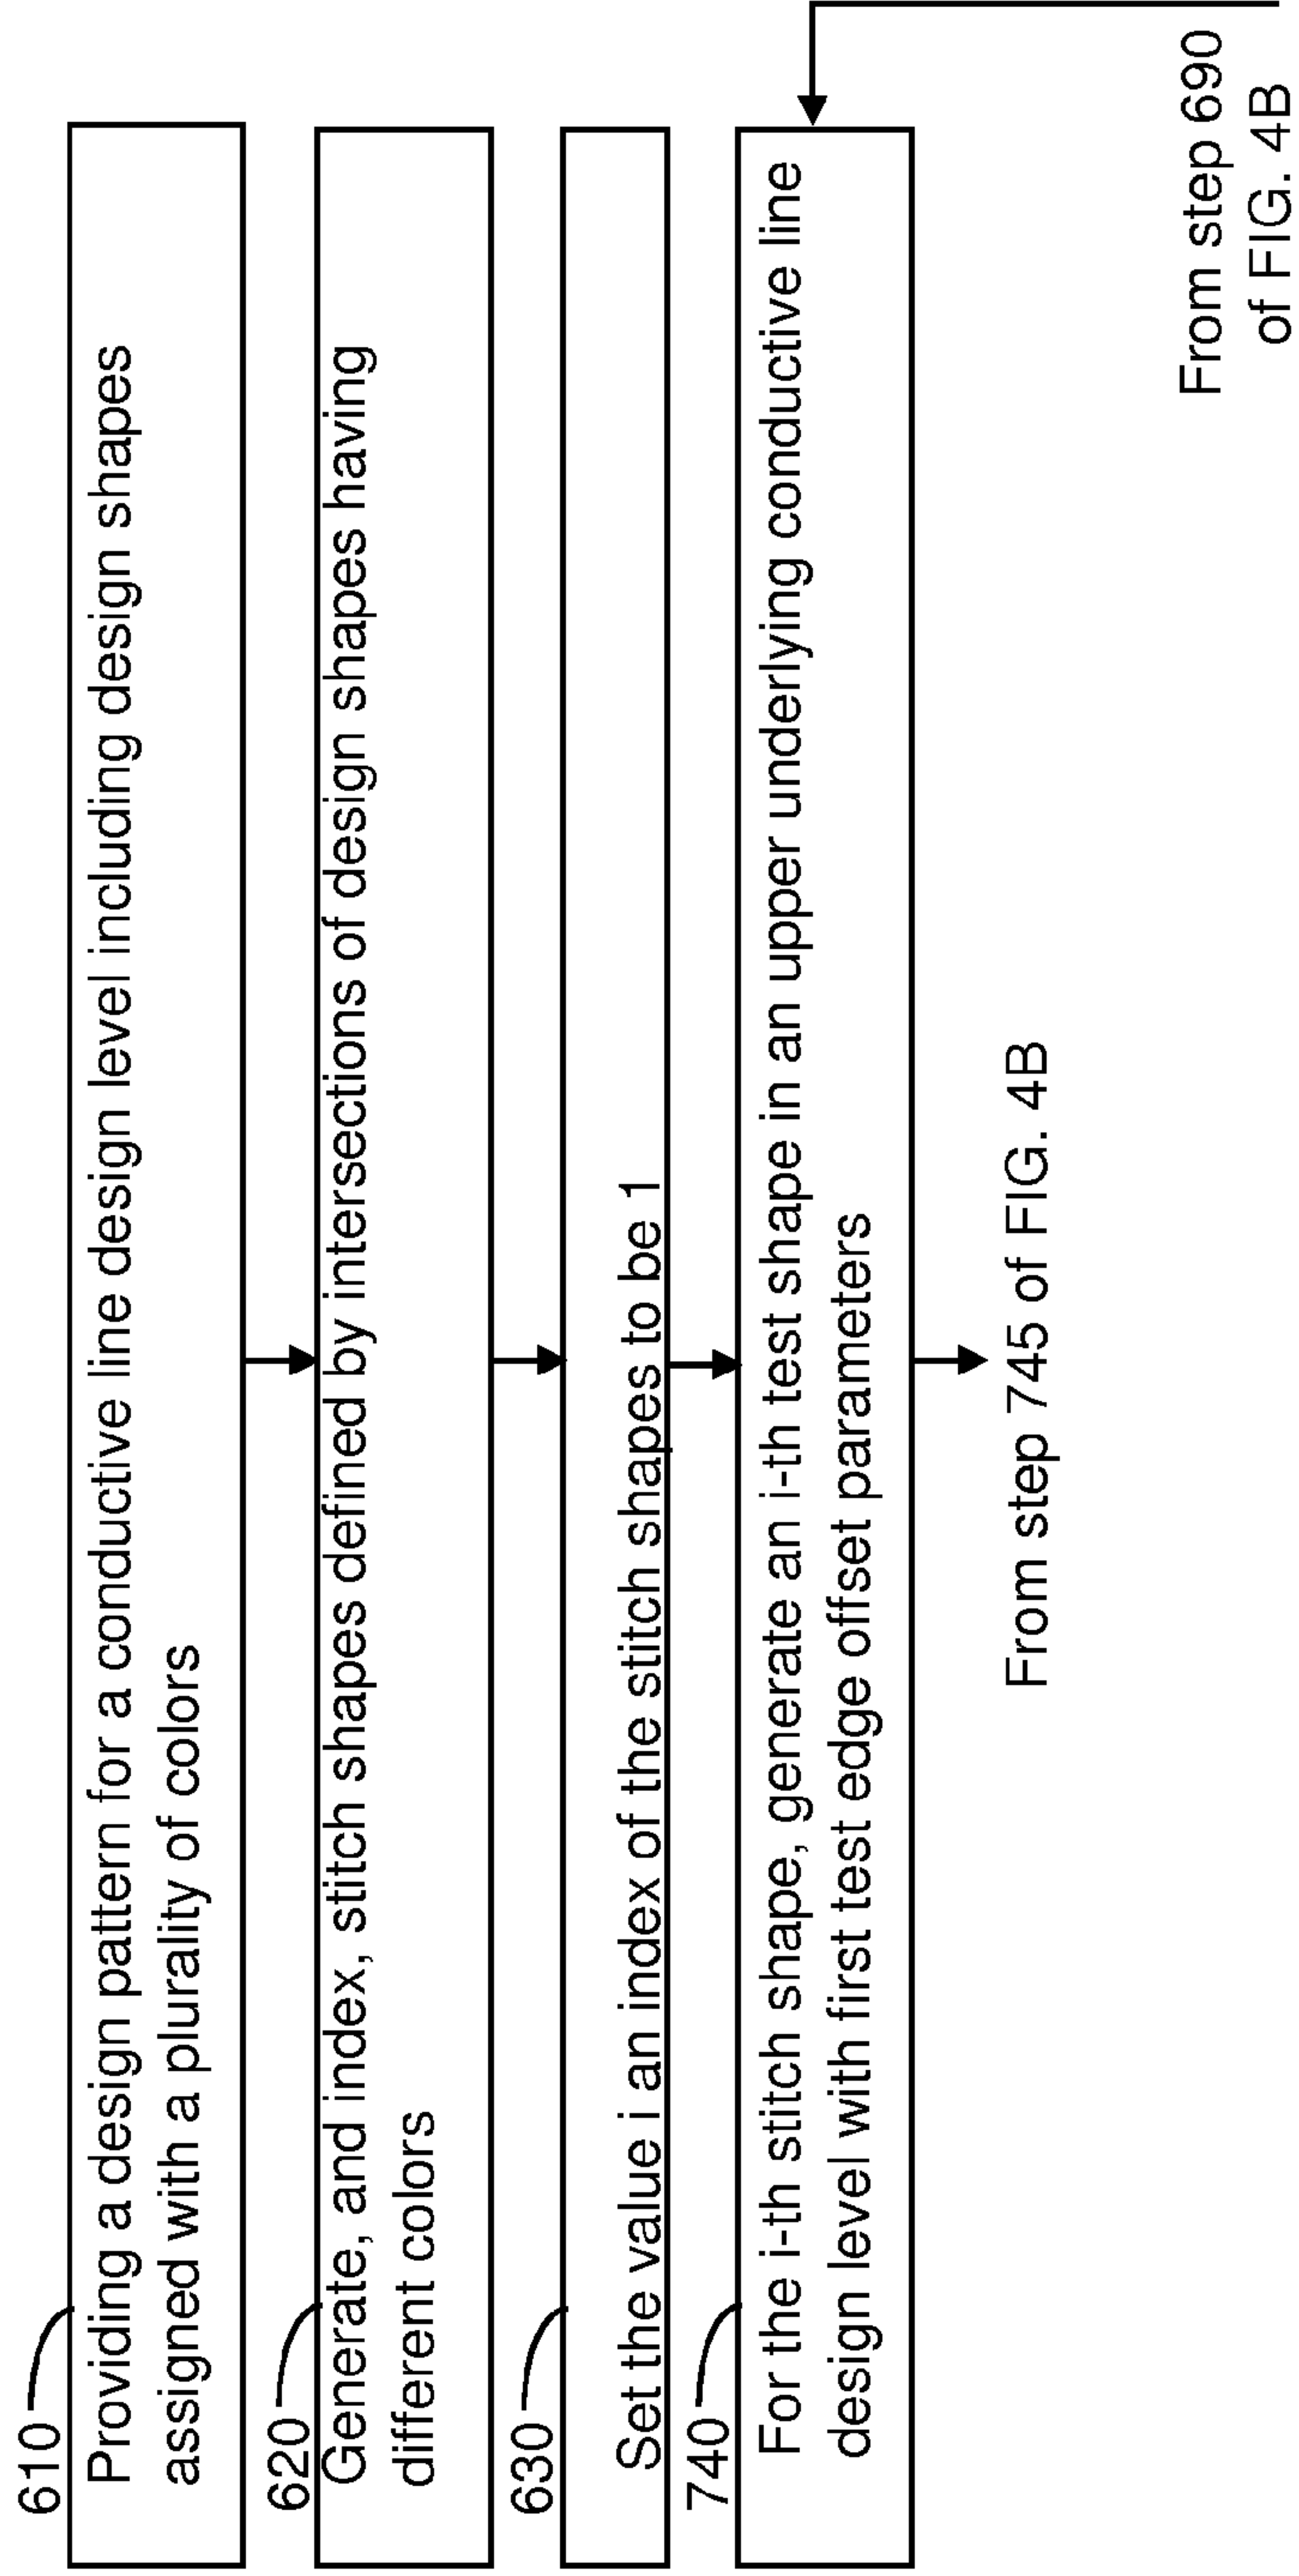 610
Providing a design pattern for a conductive line design level including design shapes
assigned with a plurality of colors
620
Generate, and index, stitch shapes defined by intersections of design shapes having
different colors
630
Set the value i an index of the stitch shapes to be 1
740
For the i-th stitch shape, generate an i-th test shape in an upper underlying conductive line
design level with first test edge offset parameters
From step 745 of FIG. 4B
From step 690
of FIG. 4B